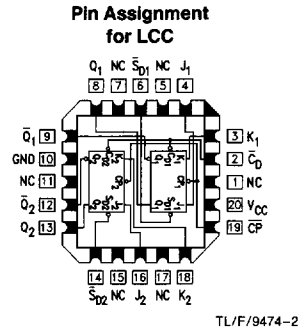 Pin Assignment
for LCC
Q1 NC S̄D1 NC J1
8 7 6 5 4
Q̄1 9
GND 10
NC 11
Q̄2 12
Q2 13
3 K1
2 C̄D
1 NC
20 VCC
19 C̄P̄
14 15 16 17 18
S̄D2 NC J2 NC K2
TL/F/9474–2